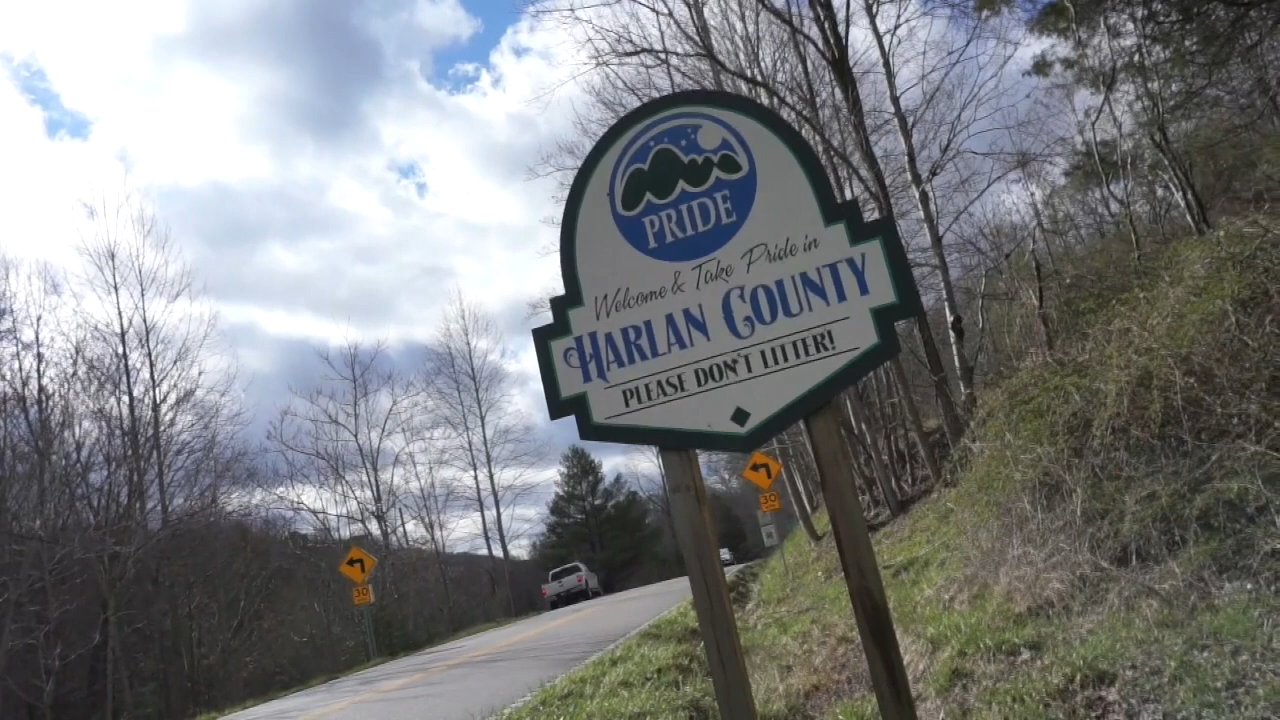 PRIDE
Welcome & Take Pride in
HARLAN COUNTY
PLEASE DON'T LITTER!
30
30